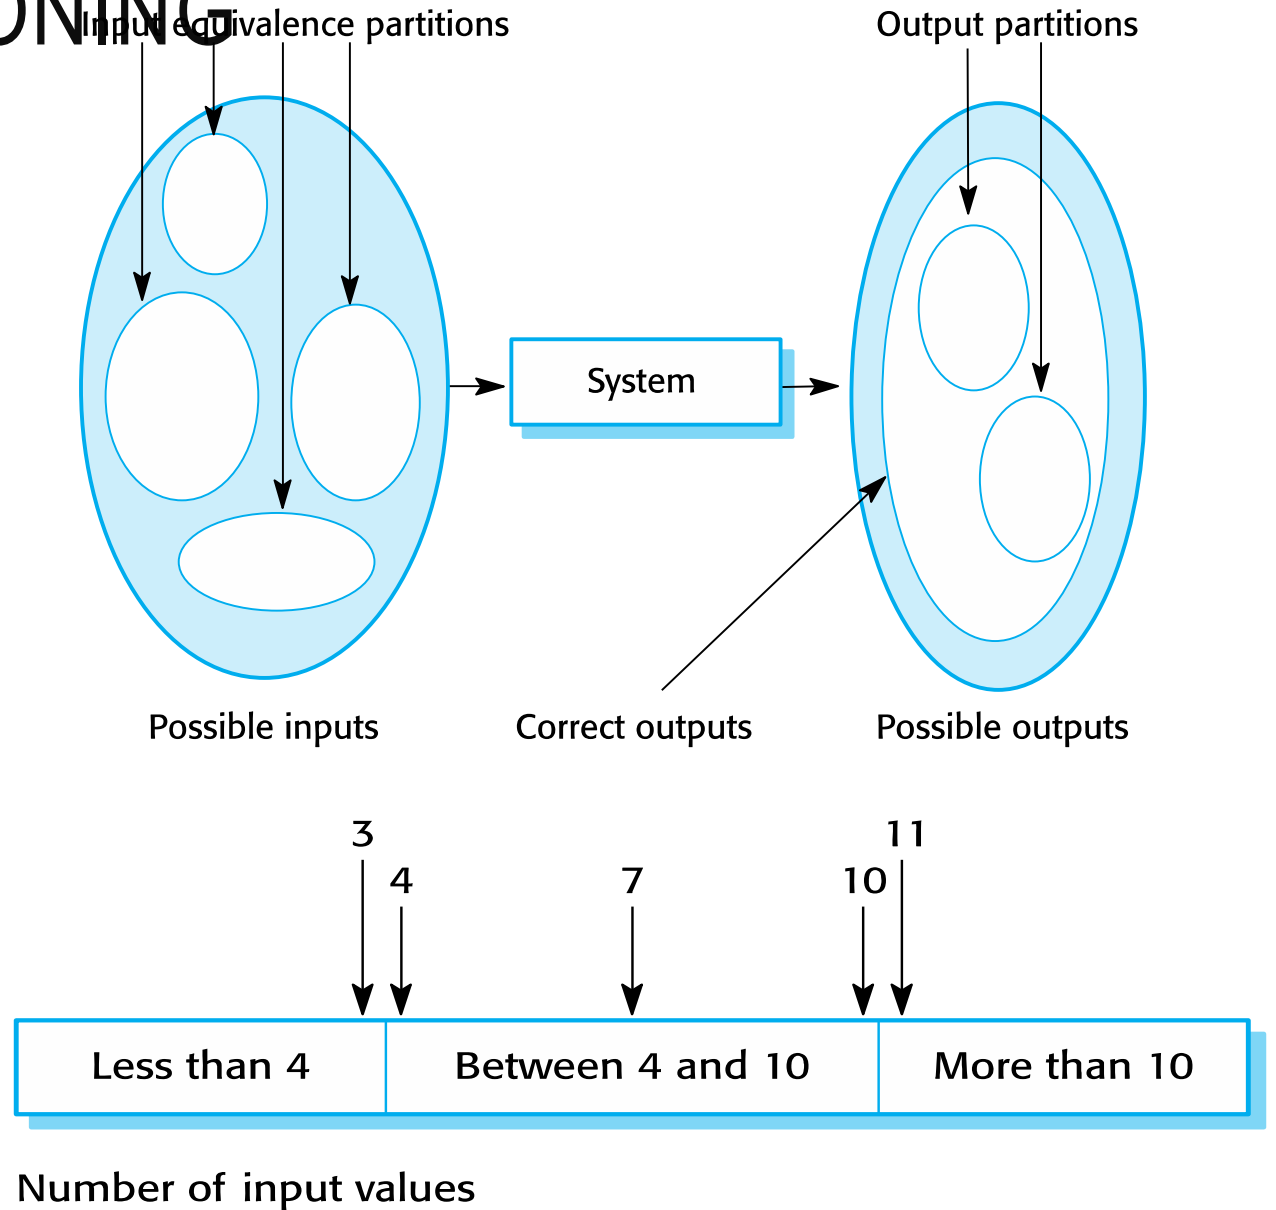 ONING
Input equivalence partitions
Output partitions
System
Possible inputs
Correct outputs
Possible outputs
3
11
4
7
10
Less than 4
Between 4 and 10
More than 10
Number of input values